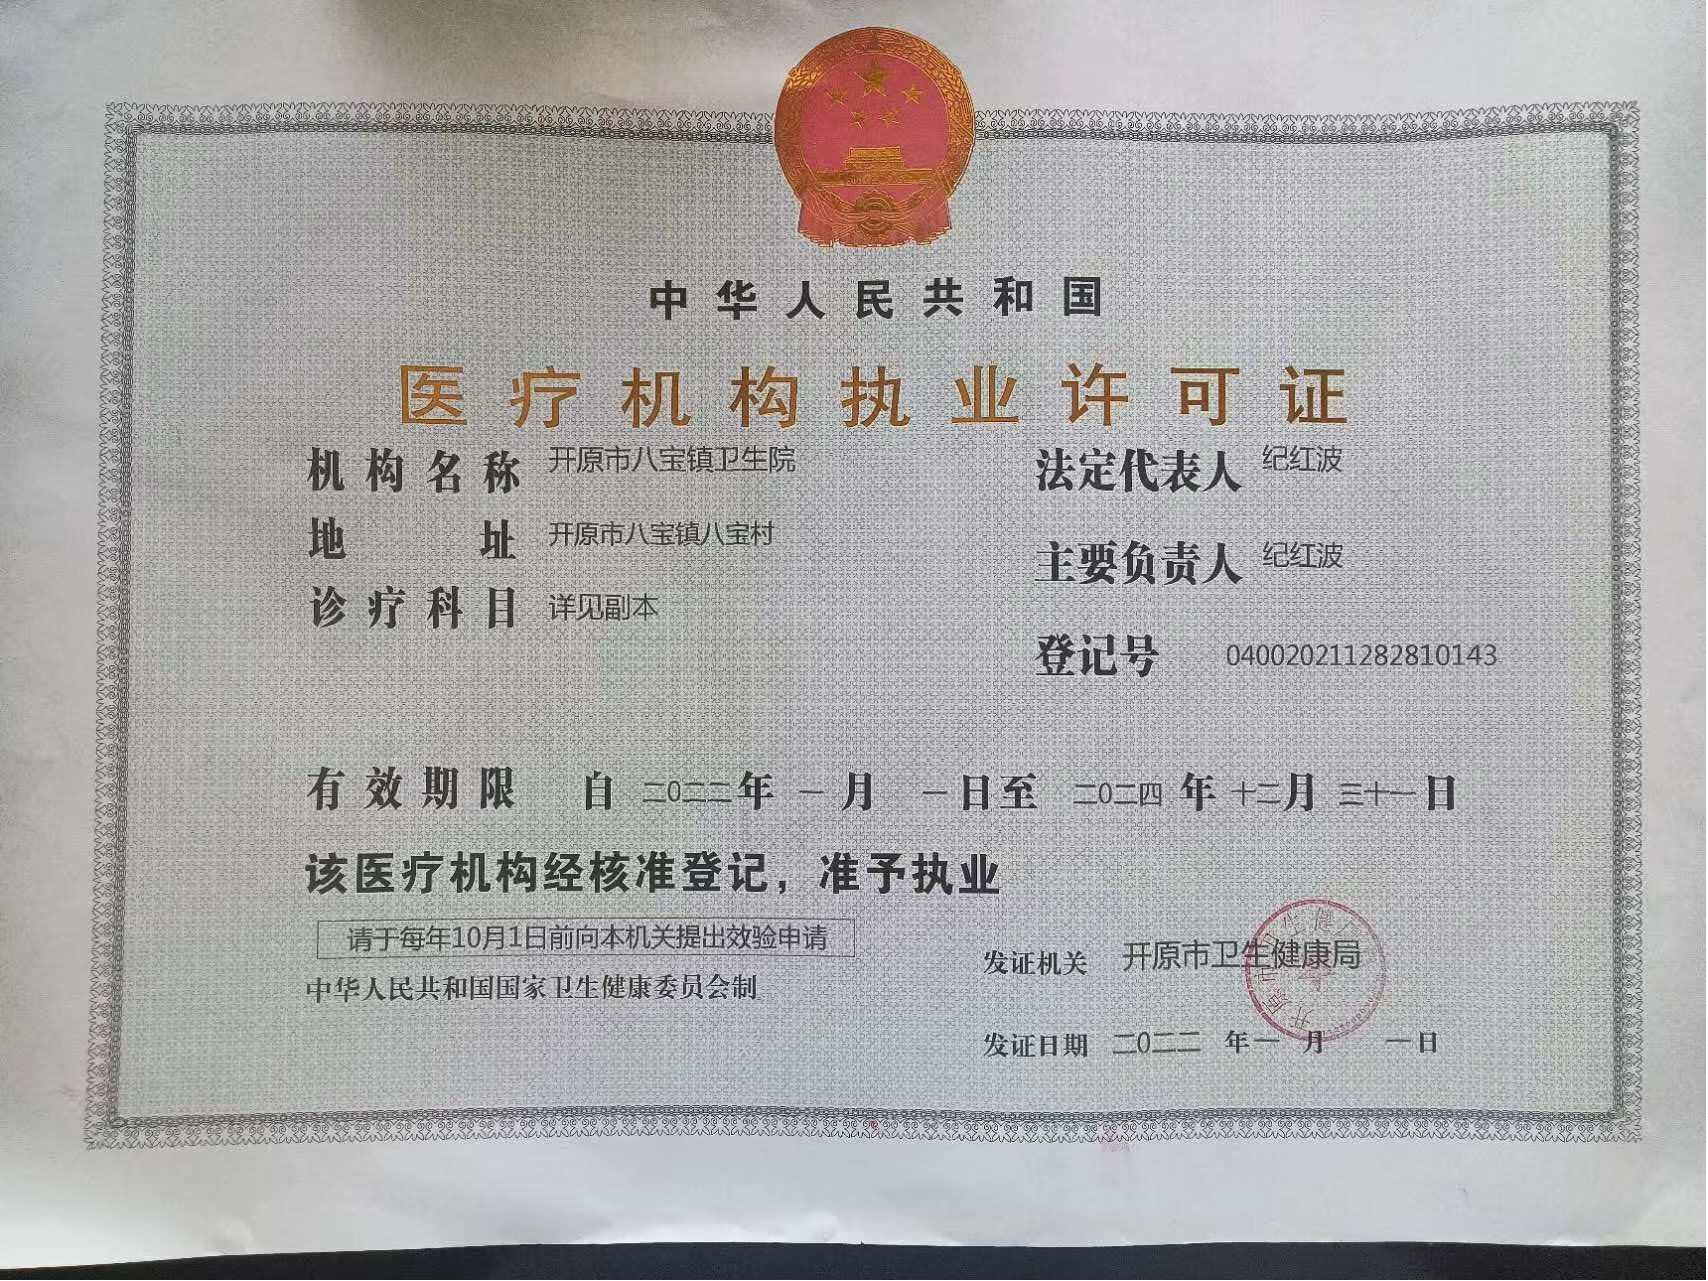 中华人民共和国
医疗机构执业许可证
机构名称 开原市八宝镇卫生院
法定代表人 纪红波
地址 开原市八宝镇八宝村
主要负责人 纪红波
诊疗科目 详见副本
登记号 040020211282810143
有效期限 自 二0二二 年 一 月 一 日至 二0二四 年 十二 月 三十一 日
该医疗机构经核准登记，准予执业
请于每年10月1日前向本机关提出效验申请
中华人民共和国国家卫生健康委员会制
发证机关 开原市卫生健康局
发证日期 二0二二 年 一 月 一 日